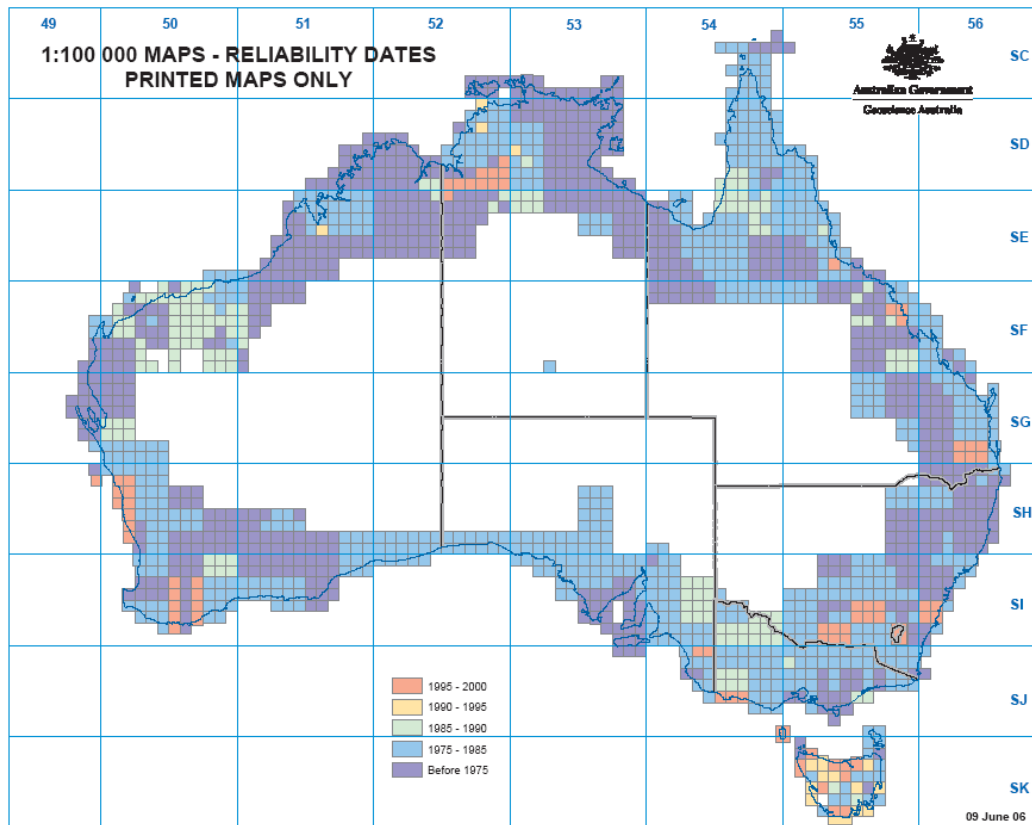 49 50 52 53 54 55 56
1:100 000 MAPS - RELIABILITY DATES
PRINTED MAPS ONLY
Australian Government
Geoscience Australia
SC
SD
SE
SF
SG
SH
SI
SJ
SK
1995 - 2000
1990 - 1995
1985 - 1990
1975 - 1985
Before 1975
09 June 06